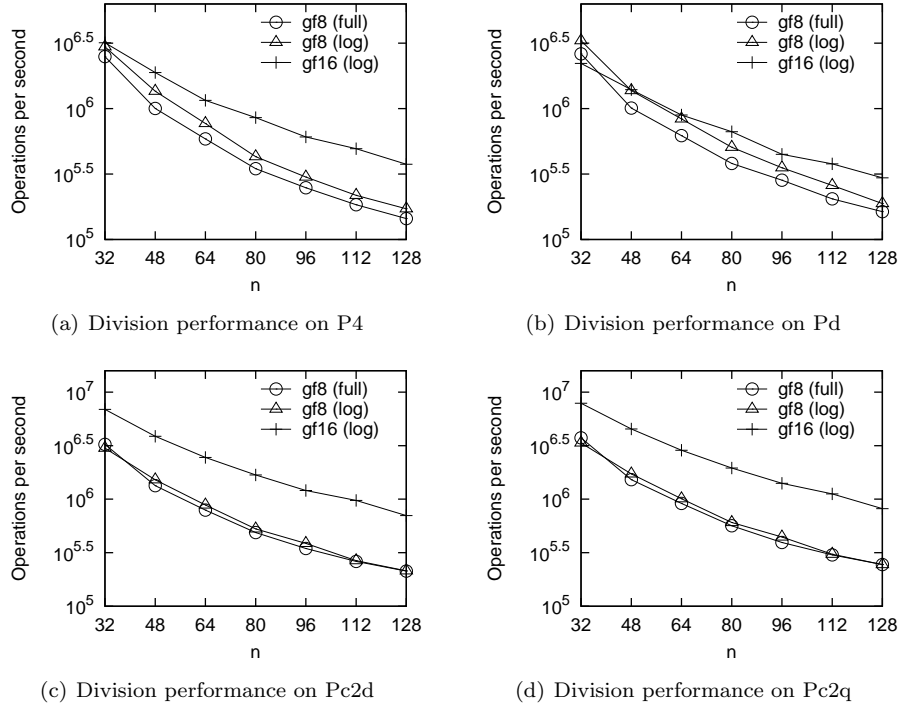 Operations per second
10^6.5
10^6
10^5.5
10^5
32 48 64 80 96 112 128
n
gf8 (full)
gf8 (log)
gf16 (log)
(a) Division performance on P4
Operations per second
10^6.5
10^6
10^5.5
10^5
32 48 64 80 96 112 128
n
gf8 (full)
gf8 (log)
gf16 (log)
(b) Division performance on Pd
Operations per second
10^7
10^6.5
10^6
10^5.5
10^5
32 48 64 80 96 112 128
n
gf8 (full)
gf8 (log)
gf16 (log)
(c) Division performance on Pc2d
Operations per second
10^7
10^6.5
10^6
10^5.5
10^5
32 48 64 80 96 112 128
n
gf8 (full)
gf8 (log)
gf16 (log)
(d) Division performance on Pc2q